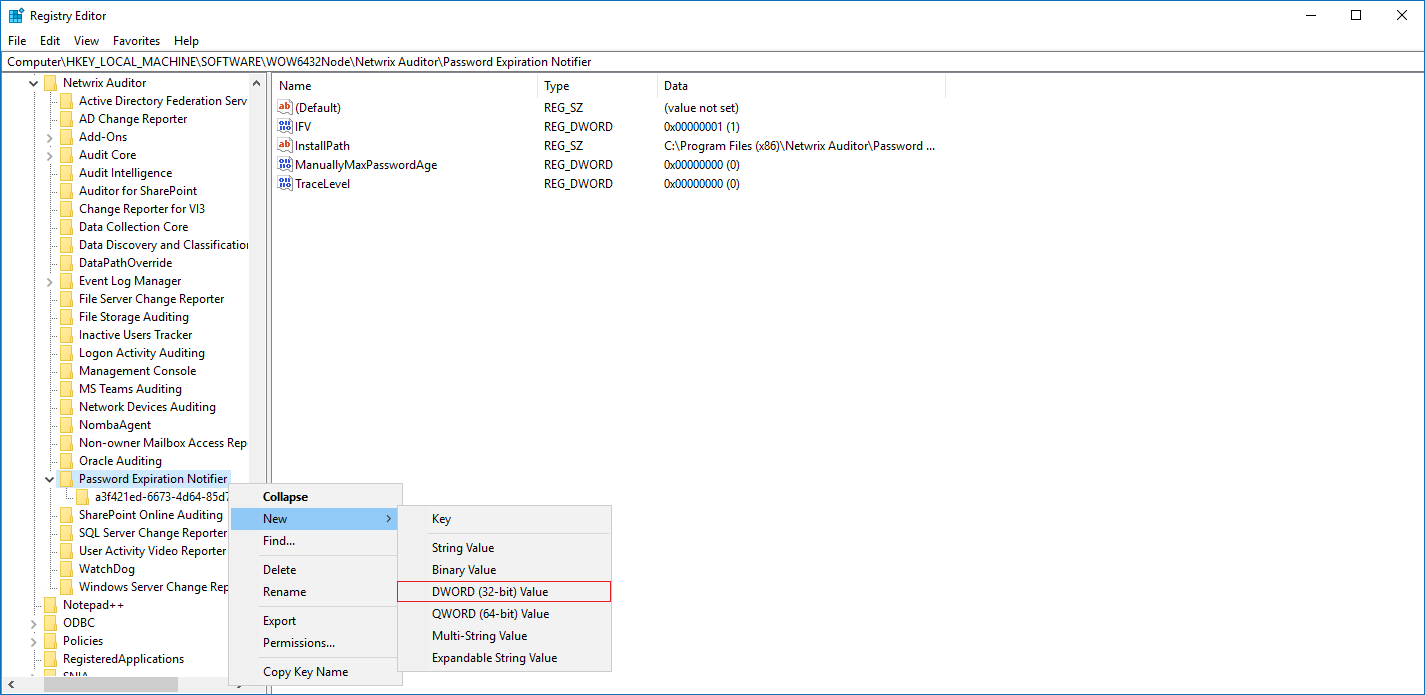 Registry Editor
File Edit View Favorites Help
Computer\HKEY_LOCAL_MACHINE\SOFTWARE\WOW6432Node\Netwrix Auditor\Password Expiration Notifier
Netwrix Auditor
Active Directory Federation Serv
AD Change Reporter
Add-Ons
Audit Core
Audit Intelligence
Auditor for SharePoint
Change Reporter for VI3
Data Collection Core
Data Discovery and Classification
DataPathOverride
Event Log Manager
File Server Change Reporter
File Storage Auditing
Inactive Users Tracker
Logon Activity Auditing
Management Console
MS Teams Auditing
Network Devices Auditing
NombaAgent
Non-owner Mailbox Access Rep
Oracle Auditing
Password Expiration Notifier
a3f421ed-6673-4d64-85d7
SharePoint Online Auditing
SQL Server Change Reporter
User Activity Video Reporter
WatchDog
Windows Server Change Rep
Notepad++
ODBC
Policies
RegisteredApplications
SNIA
Name Type Data
(Default) REG_SZ (value not set)
IFV REG_DWORD 0x00000001 (1)
InstallPath REG_SZ C:\Program Files (x86)\Netwrix Auditor\Password ...
ManuallyMaxPasswordAge REG_DWORD 0x00000000 (0)
TraceLevel REG_DWORD 0x00000000 (0)
Collapse
New
Find...
Delete
Rename
Export
Permissions...
Copy Key Name
Key
String Value
Binary Value
DWORD (32-bit) Value
QWORD (64-bit) Value
Multi-String Value
Expandable String Value